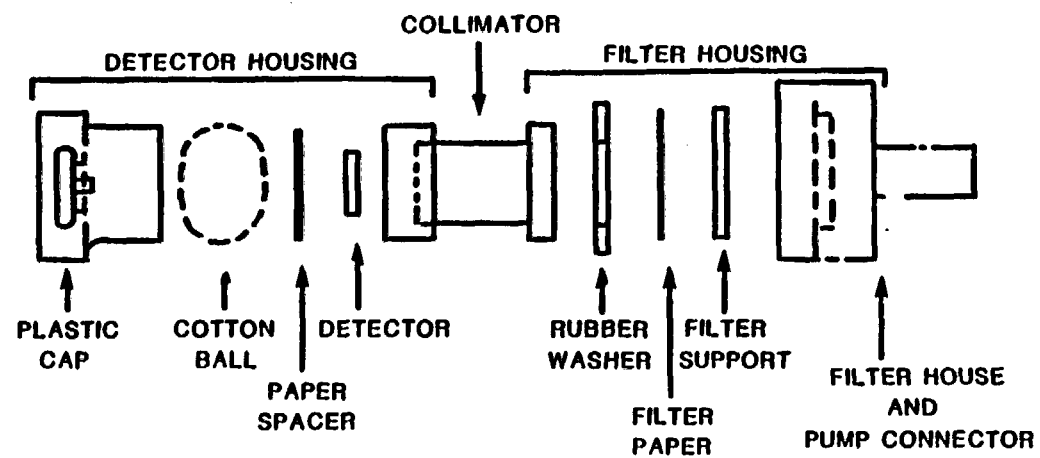 COLLIMATOR
DETECTOR HOUSING
FILTER HOUSING
PLASTIC
CAP
COTTON
BALL
PAPER
SPACER
DETECTOR
RUBBER
WASHER
FILTER
PAPER
FILTER
SUPPORT
FILTER HOUSE
AND
PUMP CONNECTOR